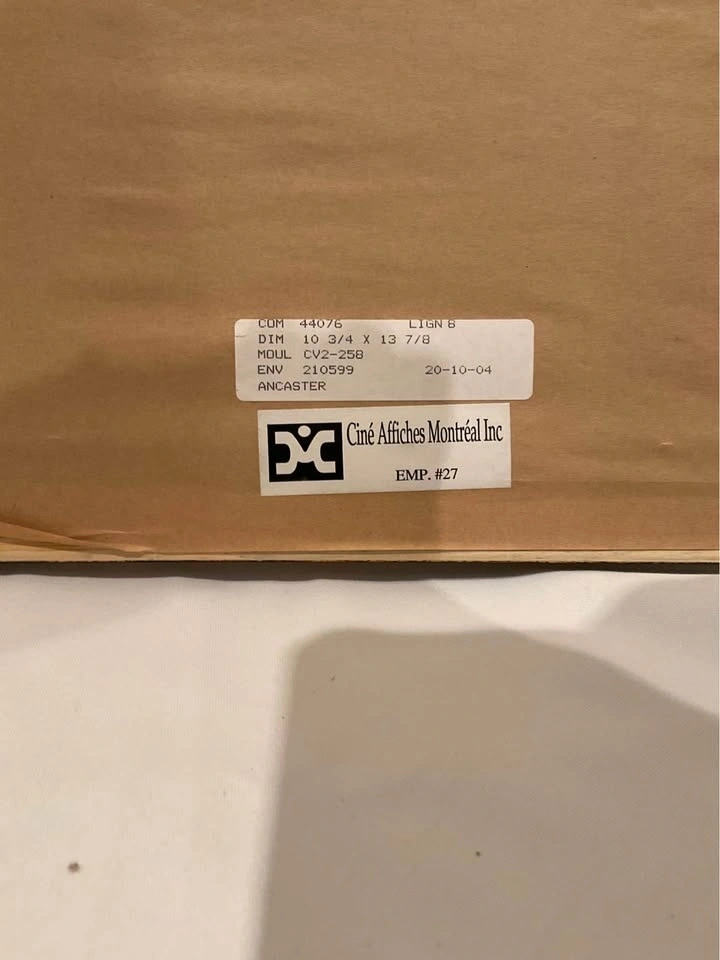 COM 44076 LIGN 8
DIM 10 3/4 X 13 7/8
MOUL CV2-258
ENV 210599 20-10-04
ANCASTER
Ciné Affiches Montréal Inc
EMP. #27